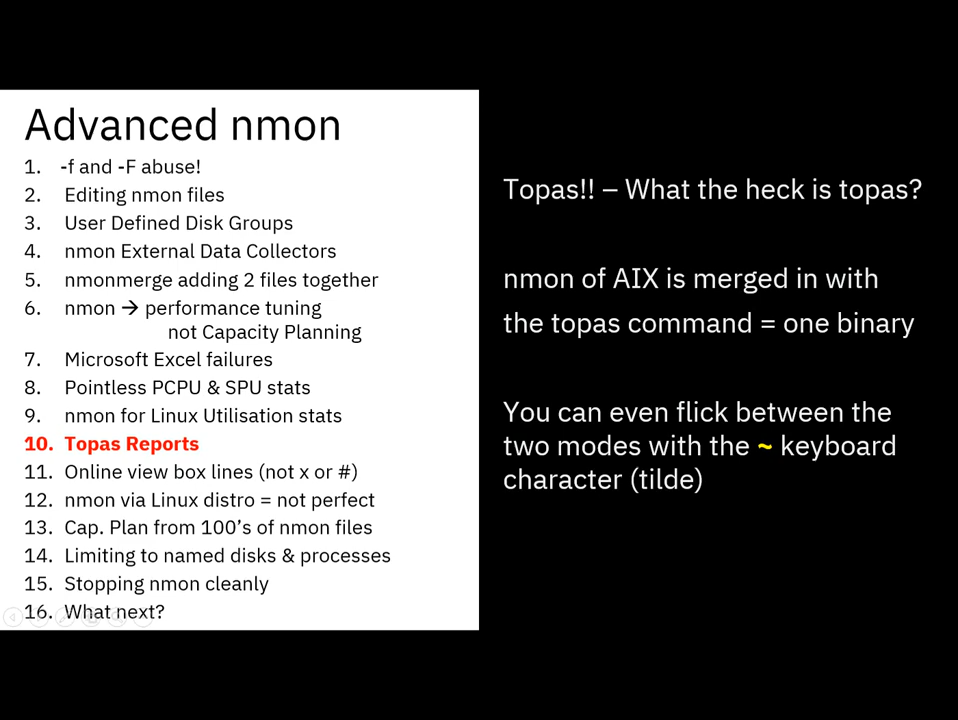 Advanced nmon
1. -f and -F abuse!
2. Editing nmon files
3. User Defined Disk Groups
4. nmon External Data Collectors
5. nmonmerge adding 2 files together
6. nmon → performance tuning
not Capacity Planning
7. Microsoft Excel failures
8. Pointless PCPU & SPU stats
9. nmon for Linux Utilisation stats
10. Topas Reports
11. Online view box lines (not x or #)
12. nmon via Linux distro = not perfect
13. Cap. Plan from 100’s of nmon files
14. Limiting to named disks & processes
15. Stopping nmon cleanly
16. What next?
Topas!! – What the heck is topas?
nmon of AIX is merged in with
the topas command = one binary
You can even flick between the
two modes with the ~ keyboard
character (tilde)